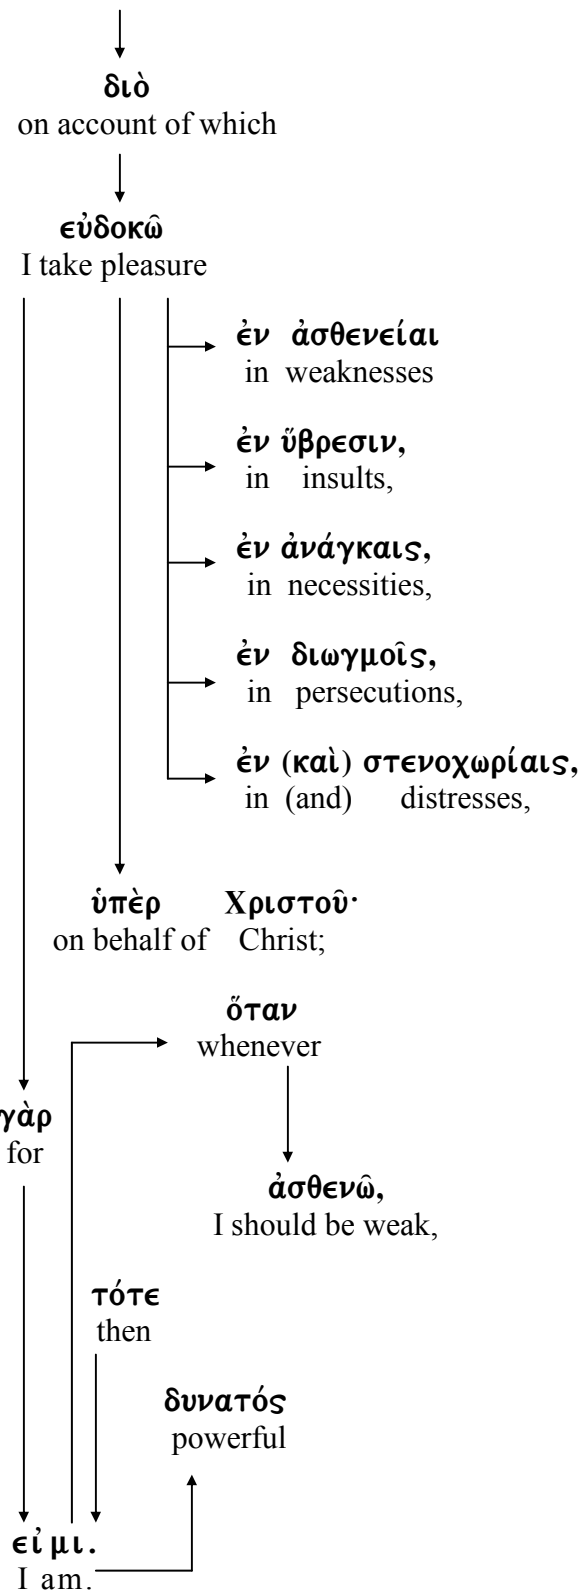 διὸ
on account of which
εὐδοκῶ
I take pleasure
ἐν ἀσθενείαι
in weaknesses
ἐν ὕβρεσιν,
in insults,
ἐν ἀνάγκαις,
in necessities,
ἐν διωγμοῖς,
in persecutions,
ἐν (καὶ) στενοχωρίαις,
in (and) distresses,
ὑπὲρ Χριστοῦ·
on behalf of Christ;
ὅταν
whenever
γὰρ
for
ἀσθενῶ,
I should be weak,
τότε
then
δυνατός
powerful
εἰμι.
I am.